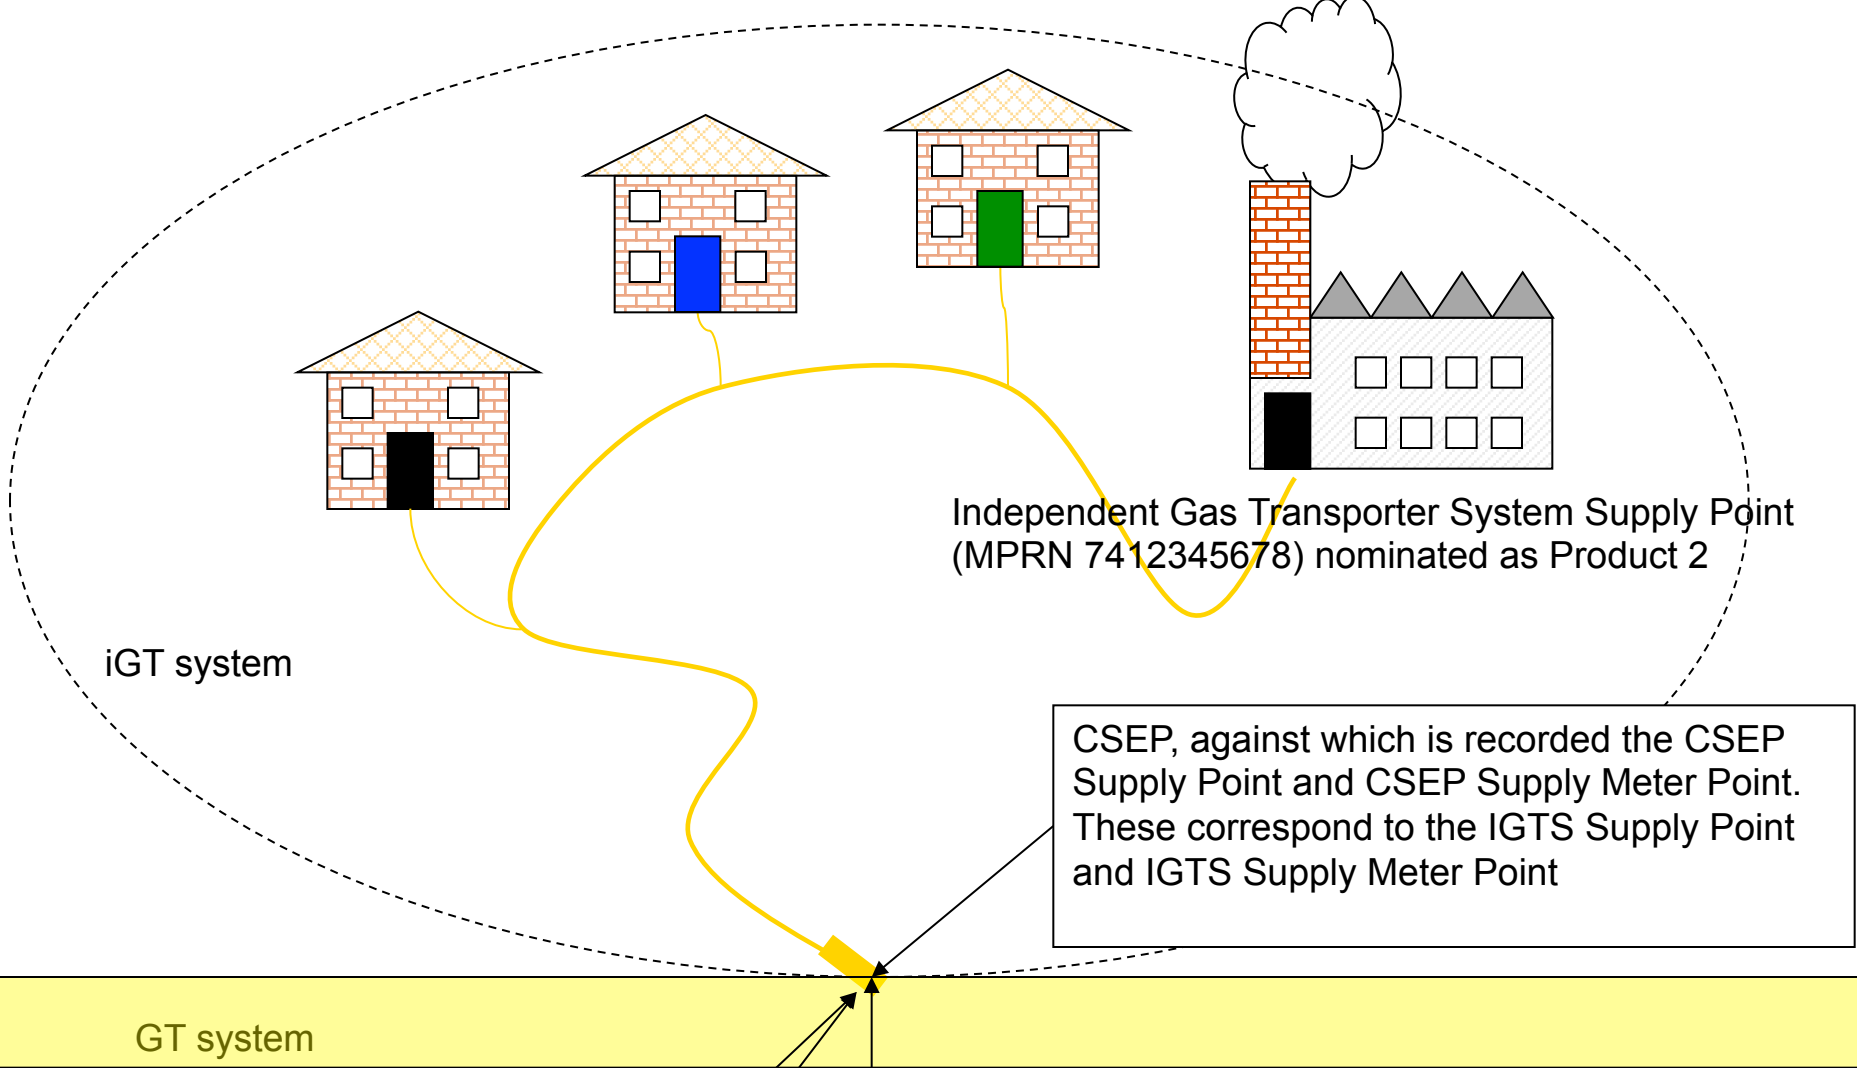 Independent Gas Transporter System Supply Point
(MPRN 7412345678) nominated as Product 2
iGT system
CSEP, against which is recorded the CSEP
Supply Point and CSEP Supply Meter Point.
These correspond to the IGTS Supply Point
and IGTS Supply Meter Point
GT system